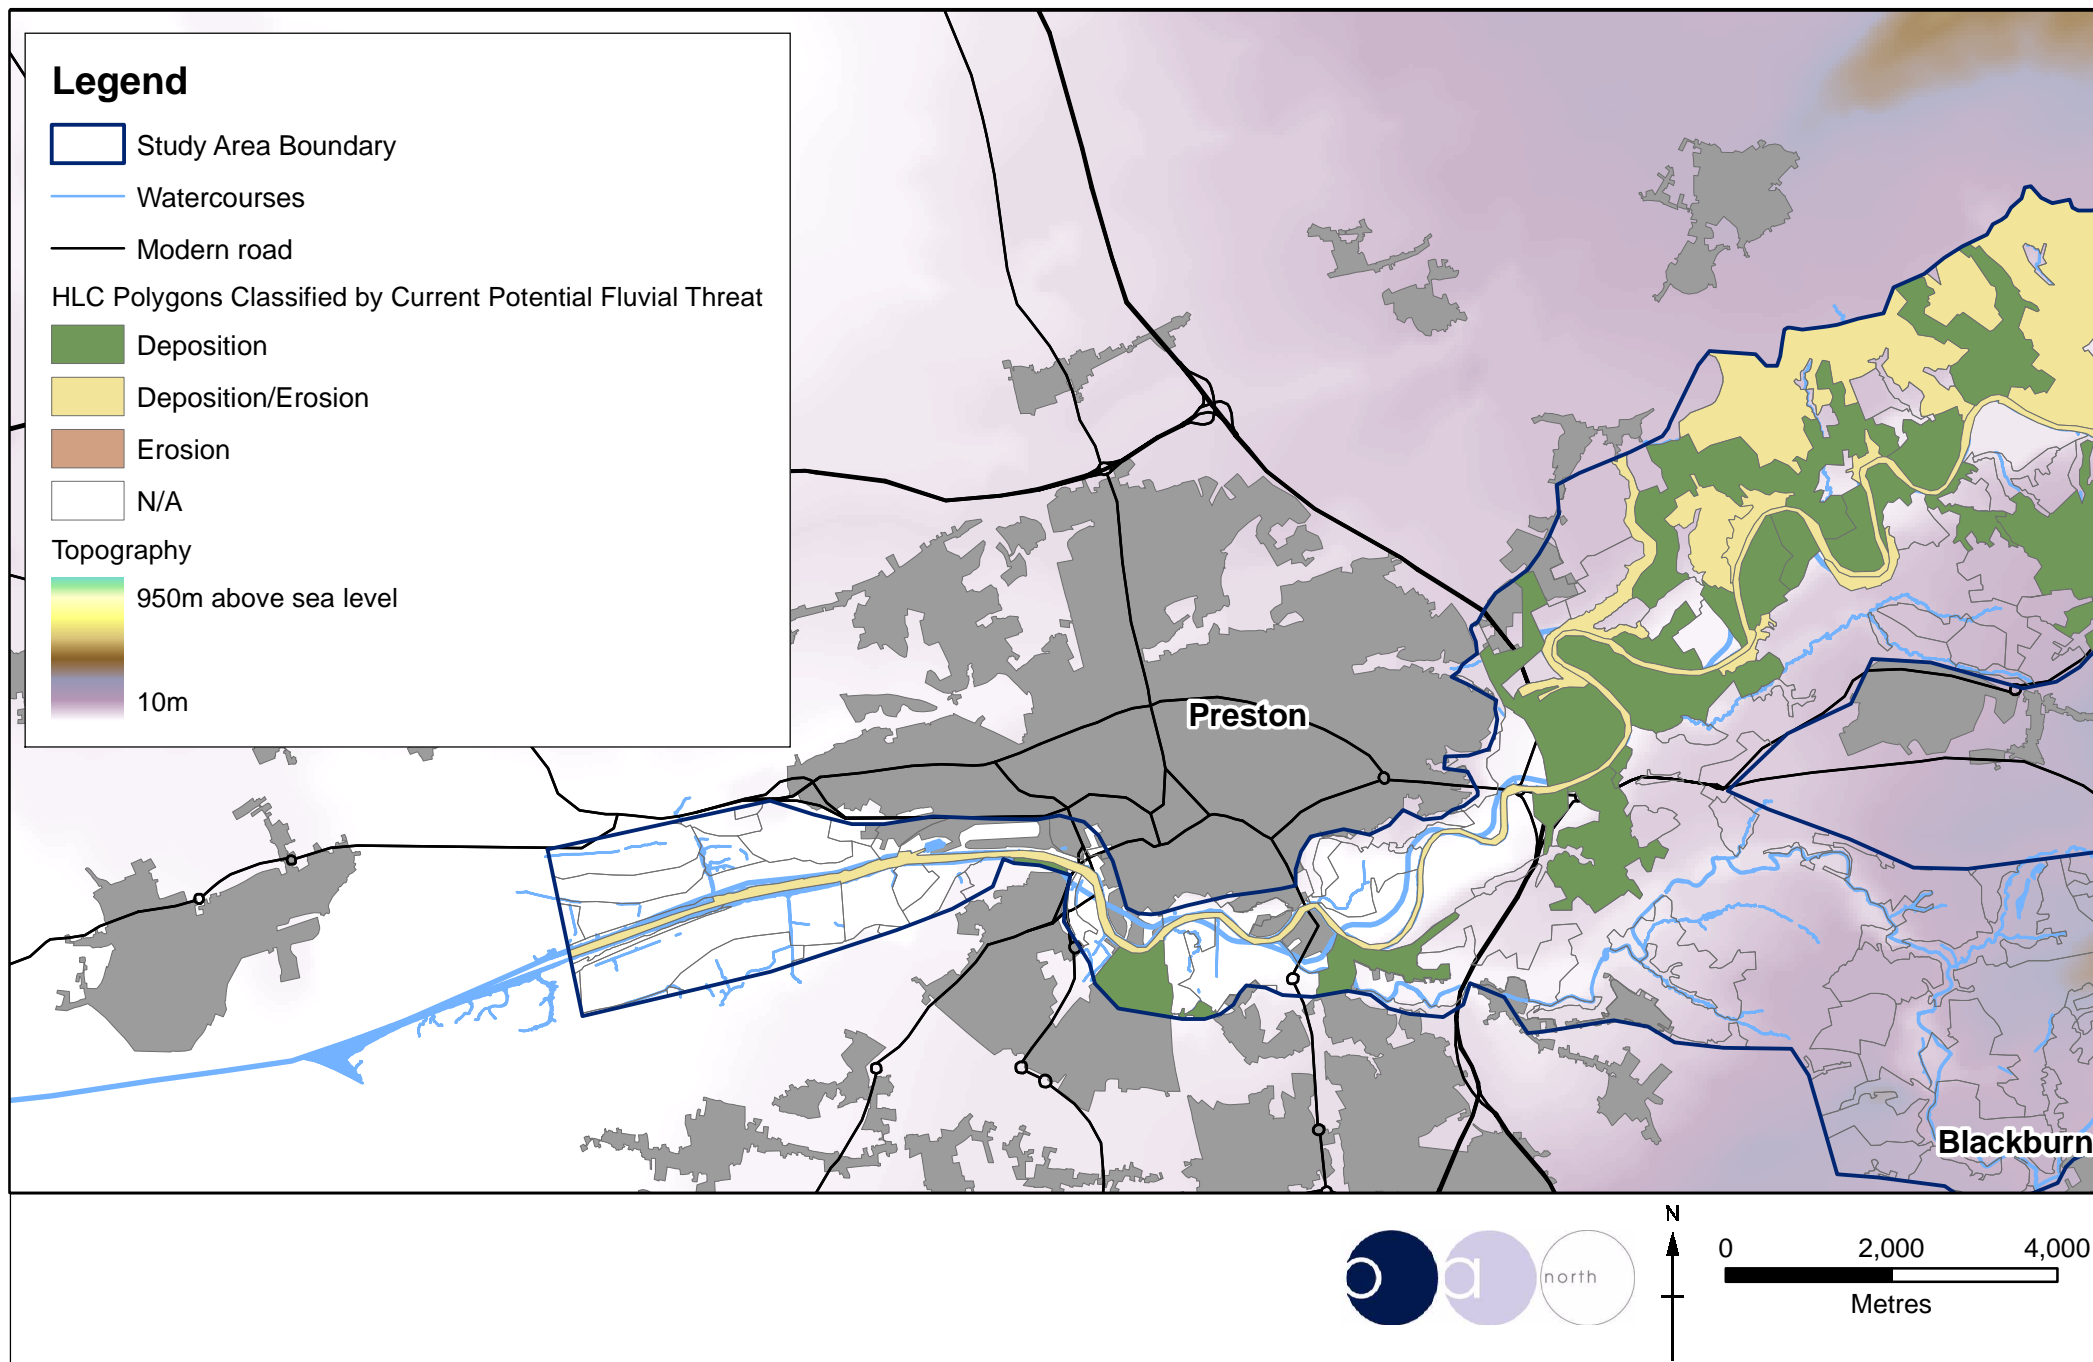 Legend
Study Area Boundary
Watercourses
Modern road
HLC Polygons Classified by Current Potential Fluvial Threat
Deposition
Deposition/Erosion
Erosion
N/A
Topography
950m above sea level
10m
Preston
Blackburn
o a north
N
0 2,000 4,000
Metres